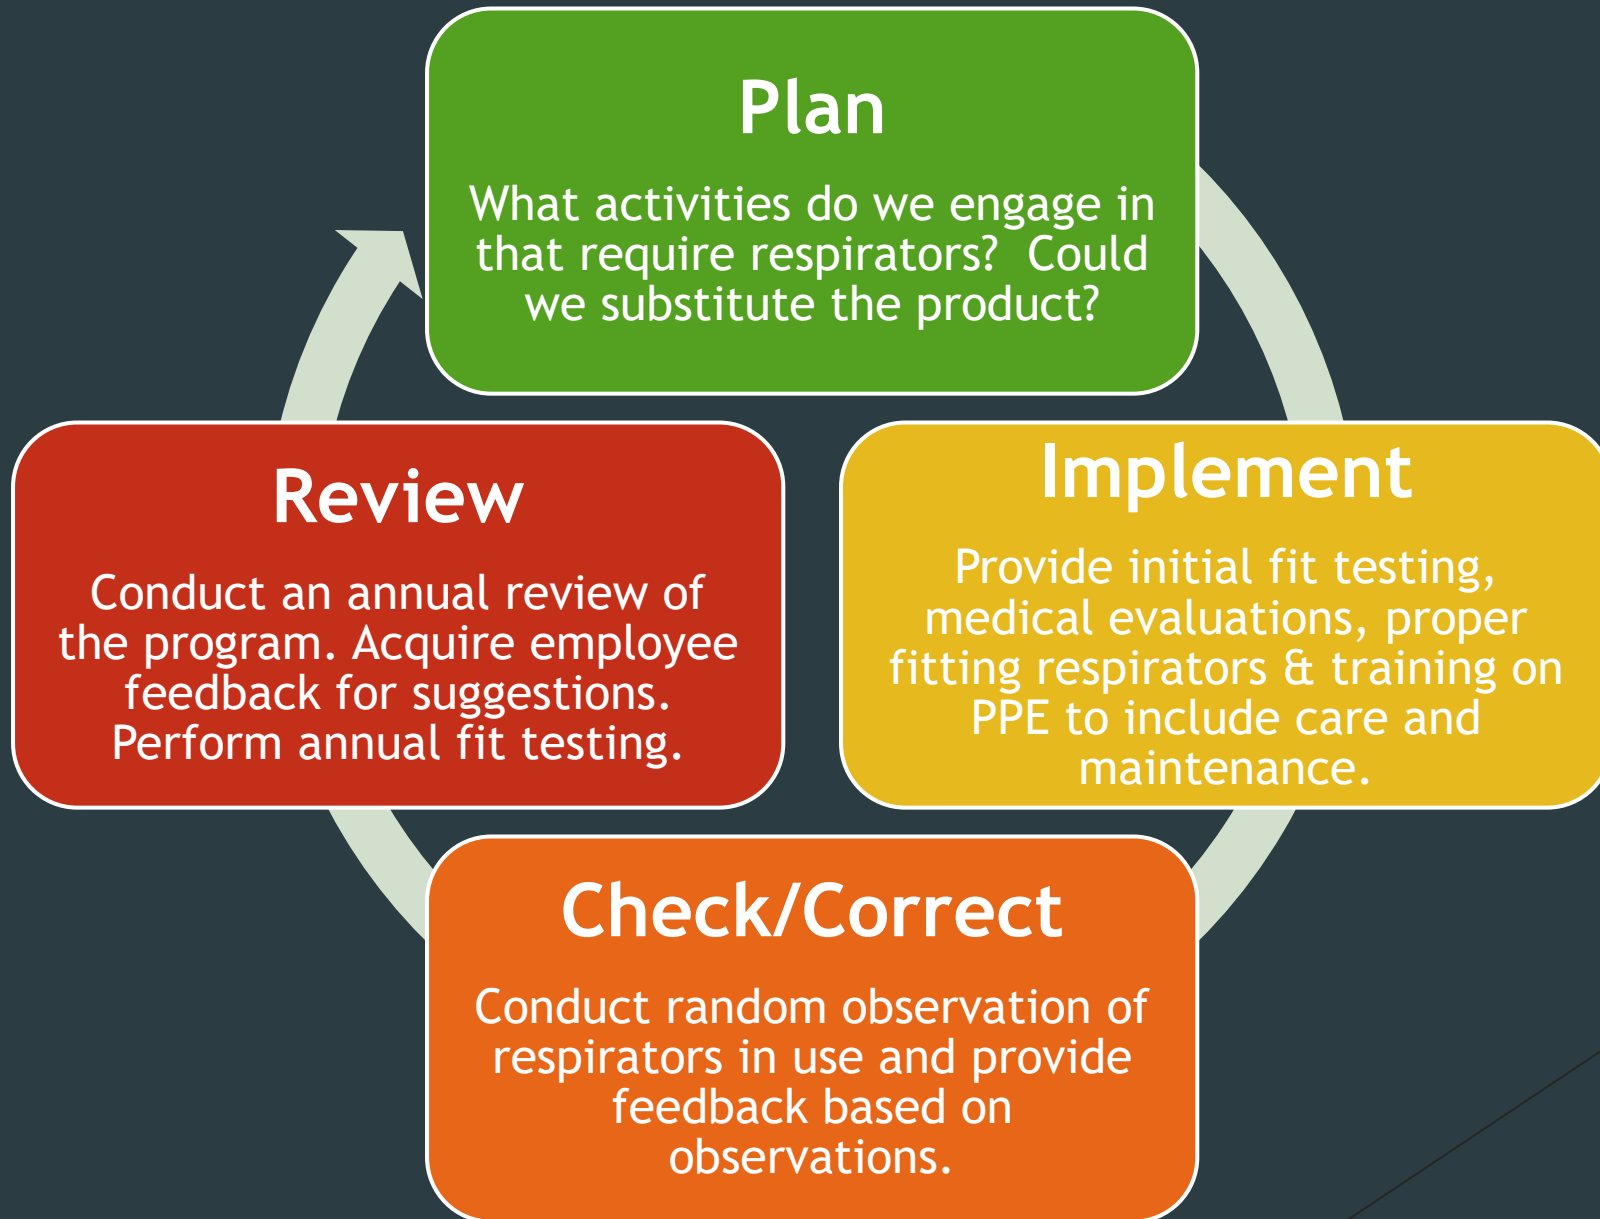 Plan
What activities do we engage in
that require respirators?  Could
we substitute the product?
Implement
Provide initial fit testing,
medical evaluations, proper
fitting respirators & training on
PPE to include care and
maintenance.
Check/Correct
Conduct random observation of
respirators in use and provide
feedback based on
observations.
Review
Conduct an annual review of
the program. Acquire employee
feedback for suggestions.
Perform annual fit testing.